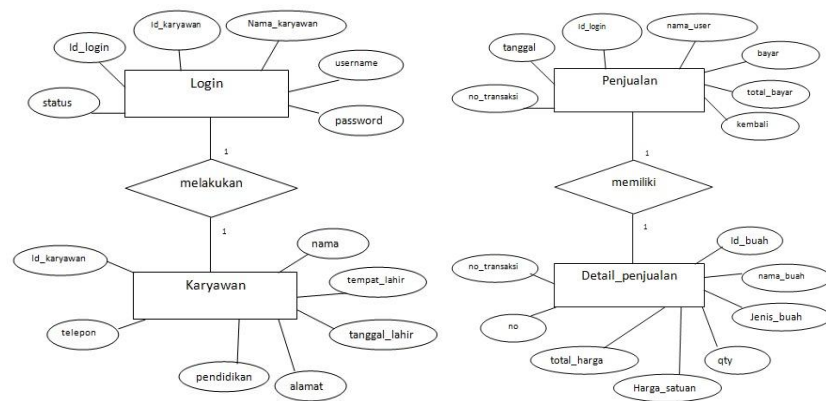 Id_karyawan
Nama_karyawan
Id_login
username
Login
status
password
1
melakukan
1
nama
Id_karyawan
tempat_lahir
Karyawan
telepon
tanggal_lahir
pendidikan
alamat
Id_login
nama_user
tanggal
bayar
Penjualan
no_transaksi
total_bayar
kembali
1
memiliki
1
Id_buah
no_transaksi
nama_buah
Detail_penjualan
Jenis_buah
no
total_harga
qty
Harga_satuan